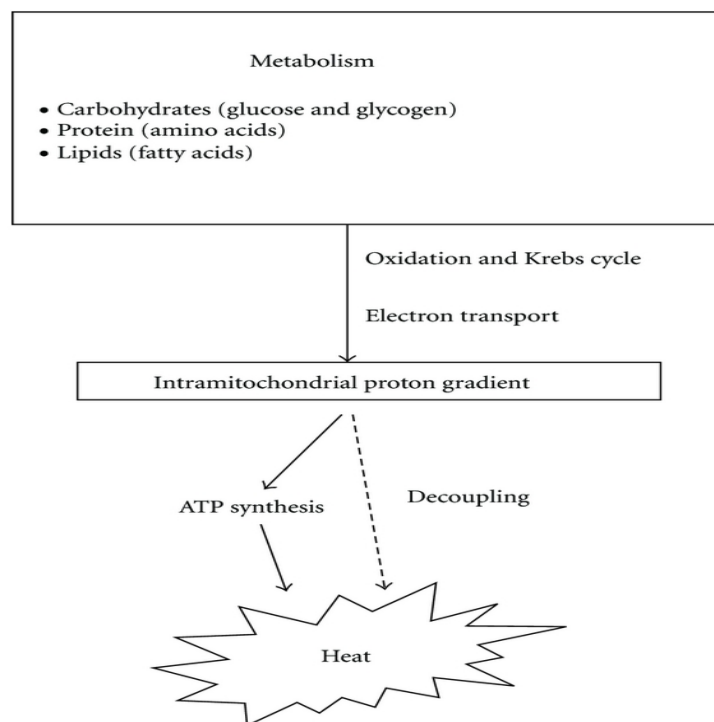 Metabolism
• Carbohydrates (glucose and glycogen)
• Protein (amino acids)
• Lipids (fatty acids)
Oxidation and Krebs cycle
Electron transport
Intramitochondrial proton gradient
ATP synthesis
Decoupling
Heat